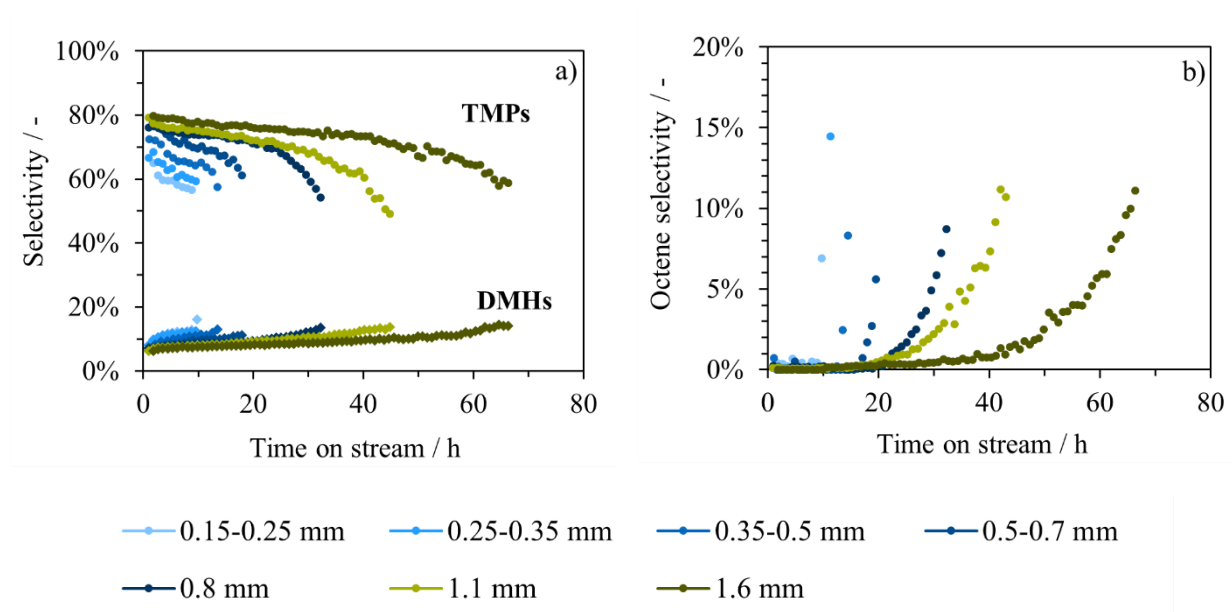 100%
80%
60%
40%
20%
0%
Selectivity / -
a)
TMPs
DMHs
0
20
40
60
80
Time on stream / h
20%
15%
10%
5%
0%
Octene selectivity / -
b)
0
20
40
60
80
Time on stream / h
0.15-0.25 mm
0.25-0.35 mm
0.35-0.5 mm
0.5-0.7 mm
0.8 mm
1.1 mm
1.6 mm